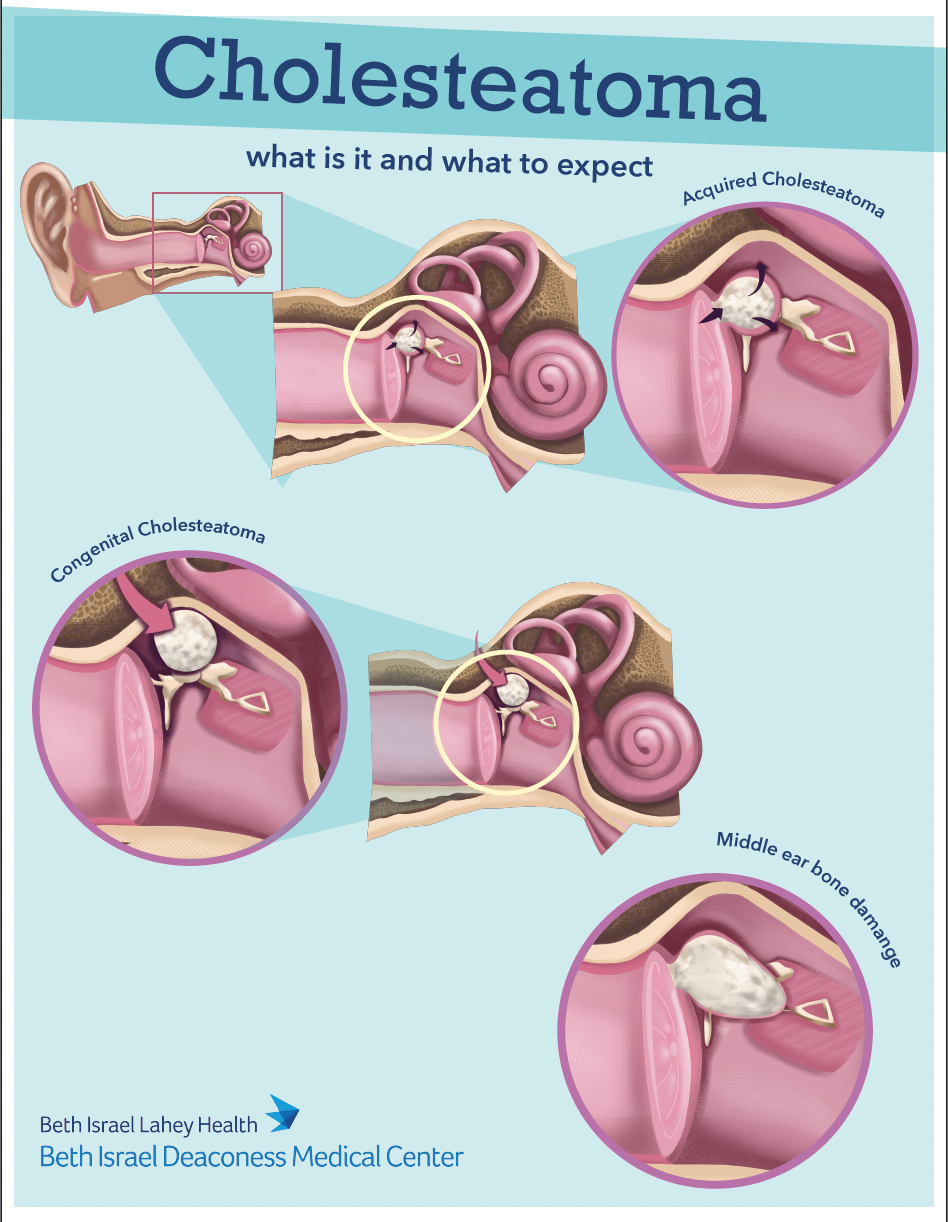 Cholesteatoma
what is it and what to expect
Acquired Cholesteatoma
Congenital Cholesteatoma
Middle ear bone damange
Beth Israel Lahey Health
Beth Israel Deaconess Medical Center